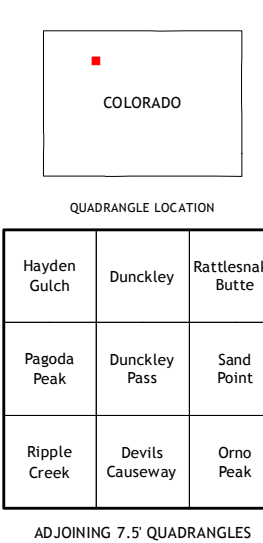 COLORADO
QUADRANGLE LOCATION
Hayden
Gulch
Dunckley
Butte
Pagoda
Peak
Dunckley
Pass
Sand
Point
Ripple
Creek
Devils
Causeway
Orno
Peak
ADJOINING 7.5' QUADRANGLES